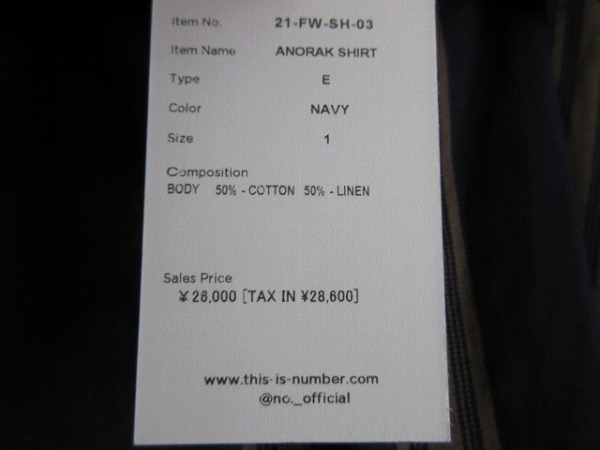 Item No. 21-FW-SH-03
Item Name ANORAK SHIRT
Type E
Color NAVY
Size 1
Composition
BODY 50% - COTTON 50% - LINEN
Sales Price
¥26,000 [TAX IN ¥28,600]
www.this-is-number.com
@no._official